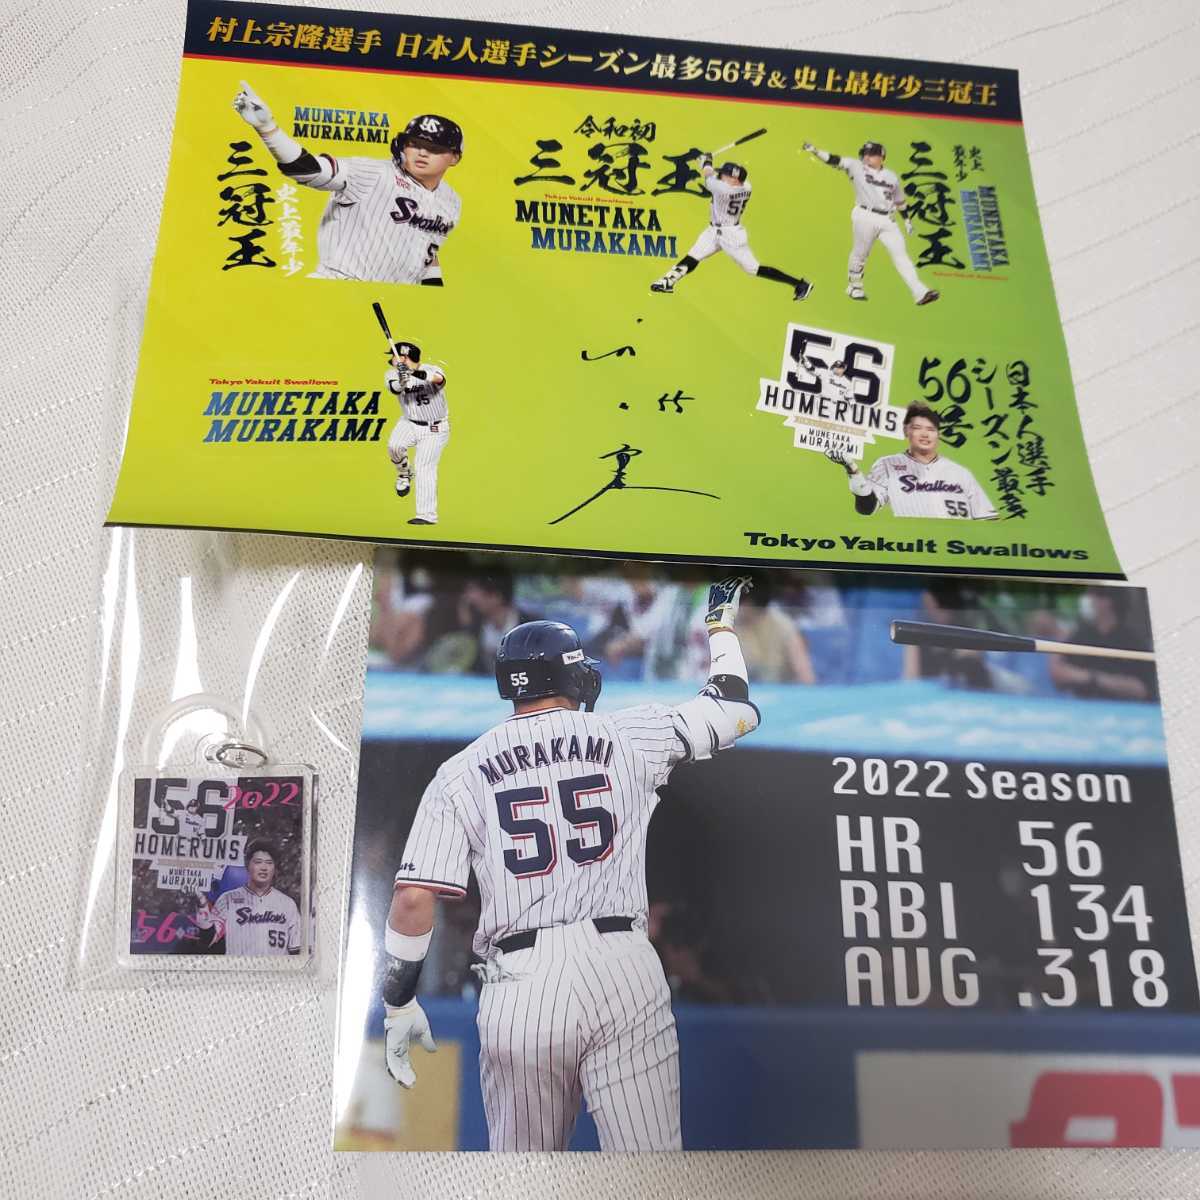 村上宗隆選手 日本人選手シーズン最多56号&史上最年少三冠王
MUNETAKA
MURAKAMI
三冠王
史上最年少
Swallows
5
令和初
三冠王
Tokyo Yakult Swallows
MUNETAKA
MURAKAMI
55
史上
最年少
三冠王
MUNETAKA
MURAKAMI
Tokyo Yakult Swallows
Tokyo Yakult Swallows
MUNETAKA
MURAKAMI
55
55
56
HOMERUNS
MUNETAKA
MURAKAMI
日本人選手
シーズン最多
56号
Swallows
55
Tokyo Yakult Swallows
56
2022
HOMERUNS
MUNETAKA
MURAKAMI
56
Swallows
55
55
MURAKAMI
55
2022 Season
HR 56
RBI 134
AVG .318